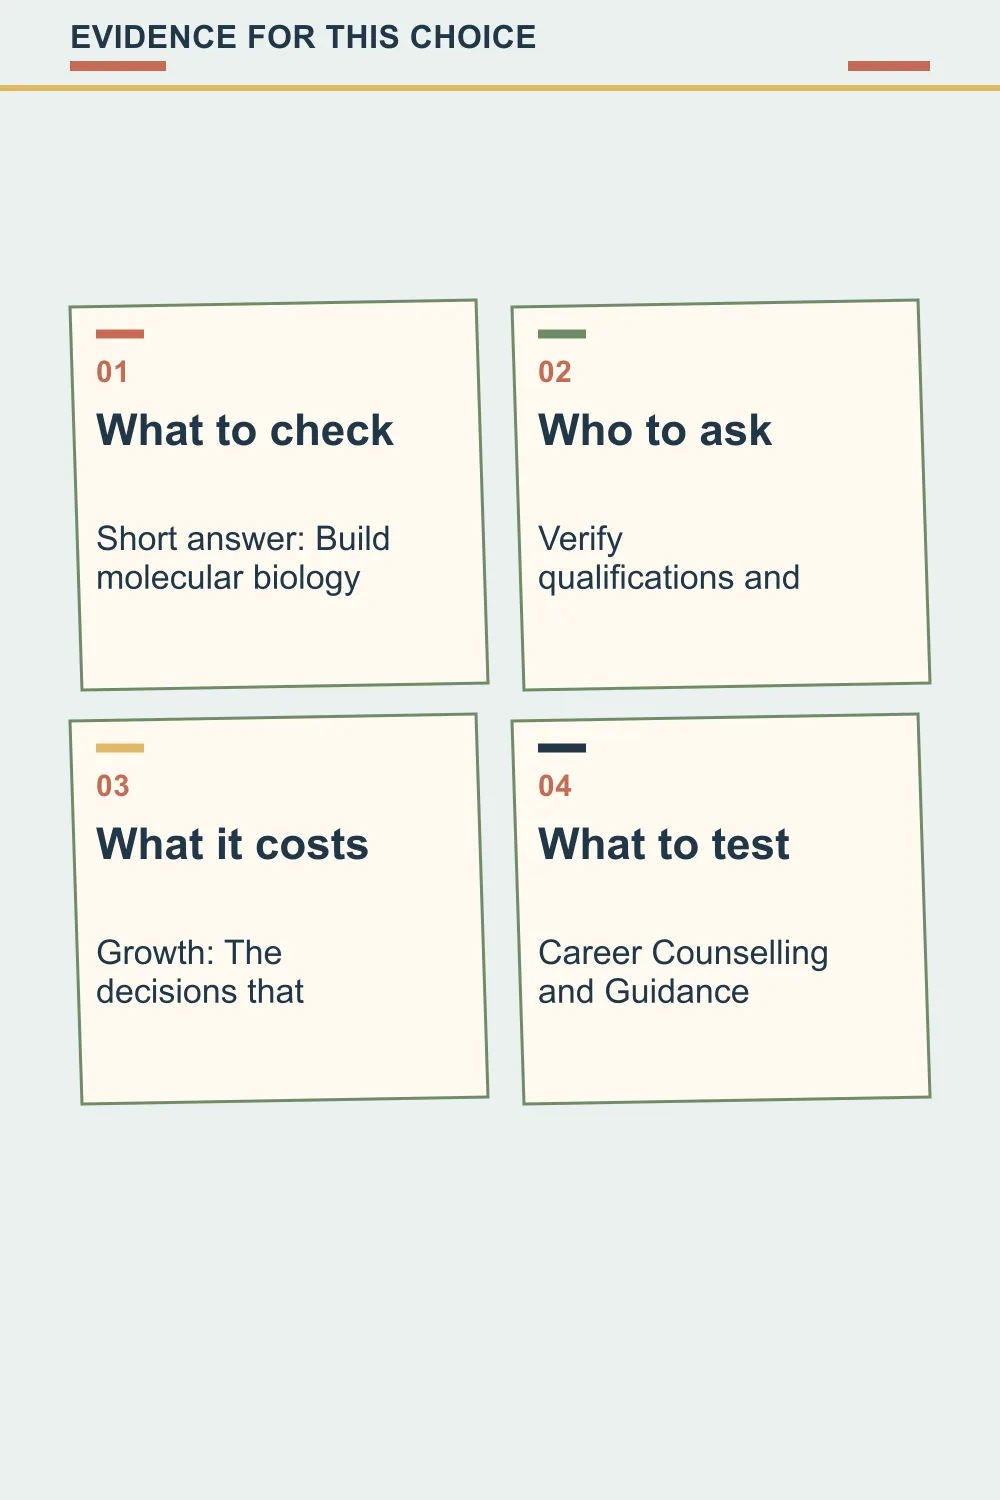 EVIDENCE FOR THIS CHOICE
01
What to check
Short answer: Build
molecular biology
02
Who to ask
Verify
qualifications and
03
What it costs
Growth: The
decisions that
04
What to test
Career Counselling
and Guidance